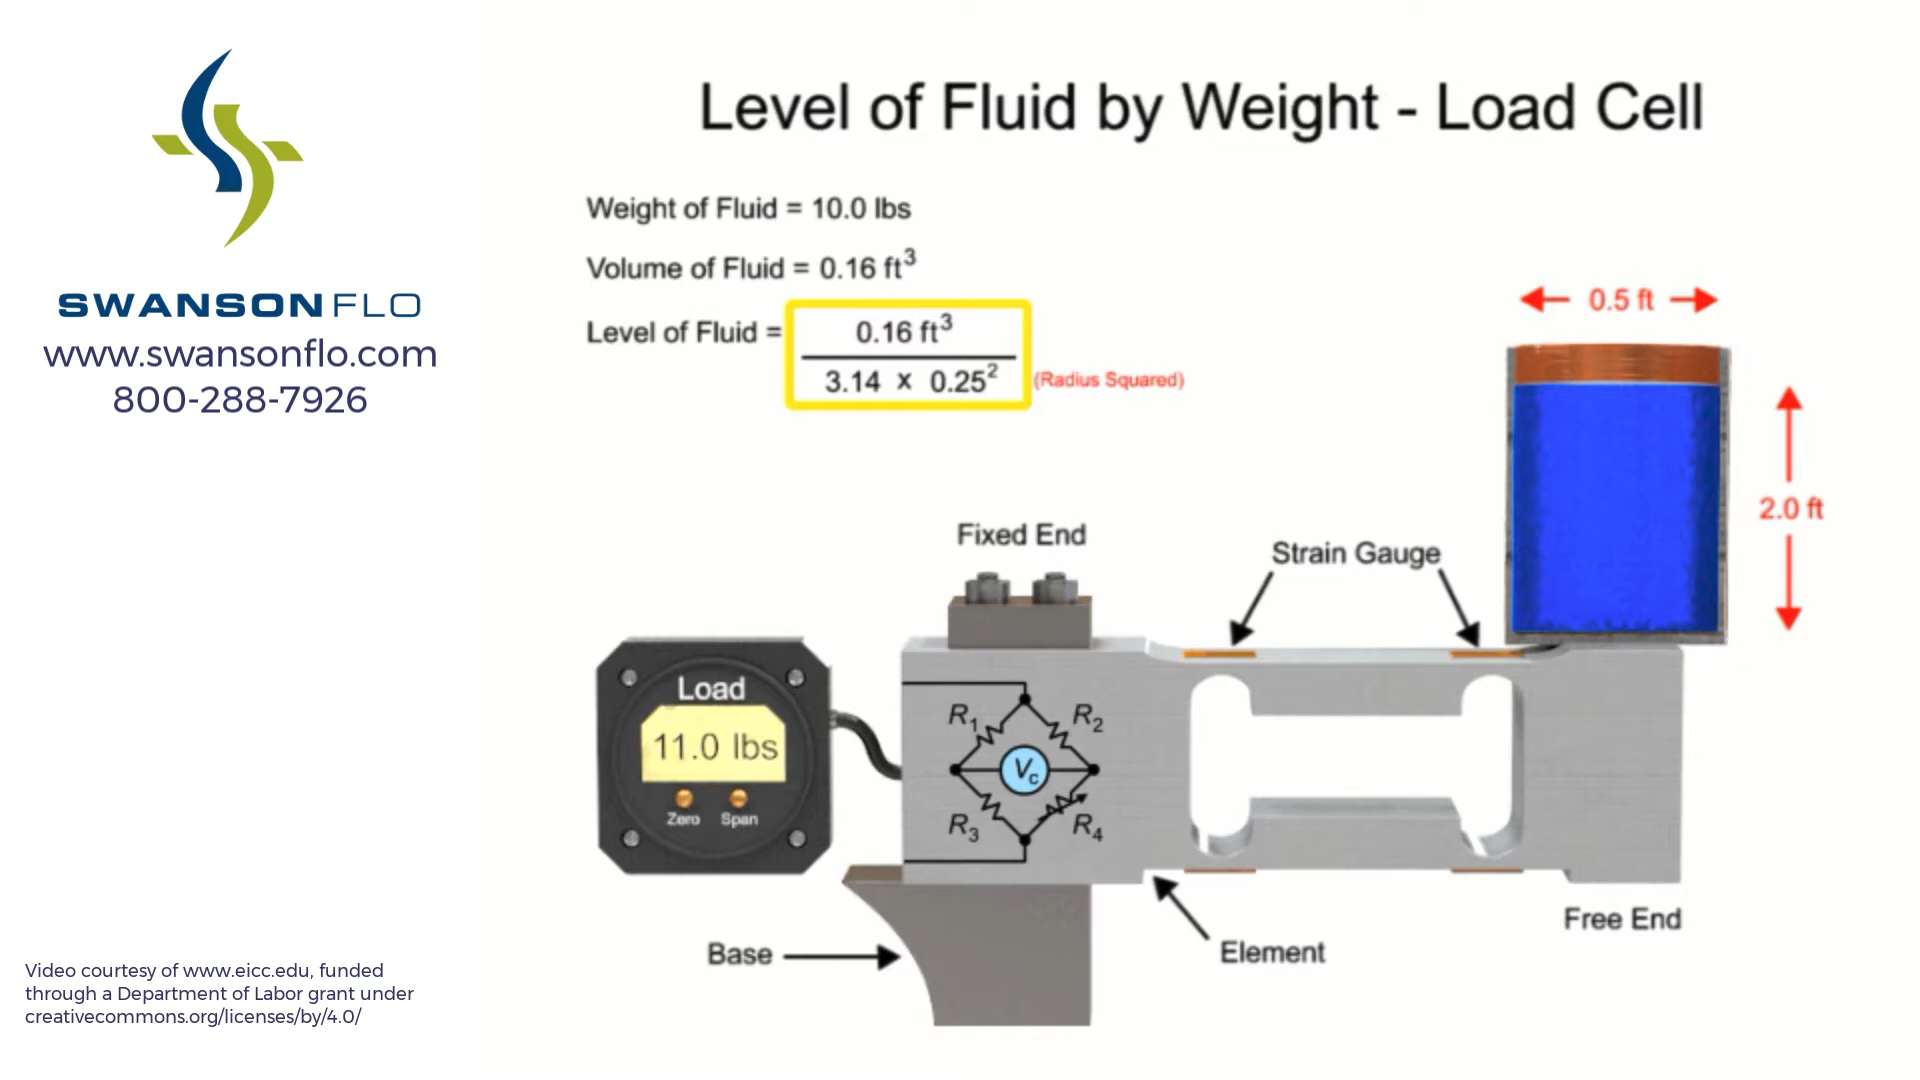 SWANSONFLO
www.swansonflo.com
800-288-7926
Level of Fluid by Weight - Load Cell
Weight of Fluid = 10.0 lbs
Volume of Fluid = 0.16 ft³
Level of Fluid =
0.16 ft³
3.14 x 0.25²
(Radius Squared)
0.5 ft
2.0 ft
Fixed End
Strain Gauge
Load
11.0 lbs
Zero Span
R₁ R₂
Vc
R₃ R₄
Free End
Element
Base
Video courtesy of www.eicc.edu, funded
through a Department of Labor grant under
creativecommons.org/licenses/by/4.0/